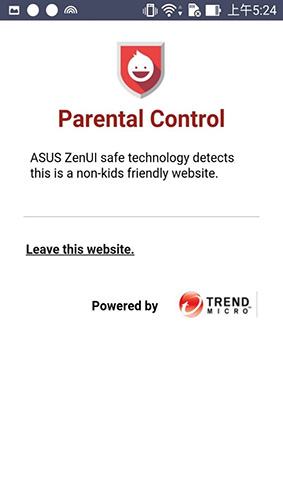 上午5:24
Parental Control
ASUS ZenUI safe technology detects
this is a non-kids friendly website.
Leave this website.
Powered by
TREND
MICRO